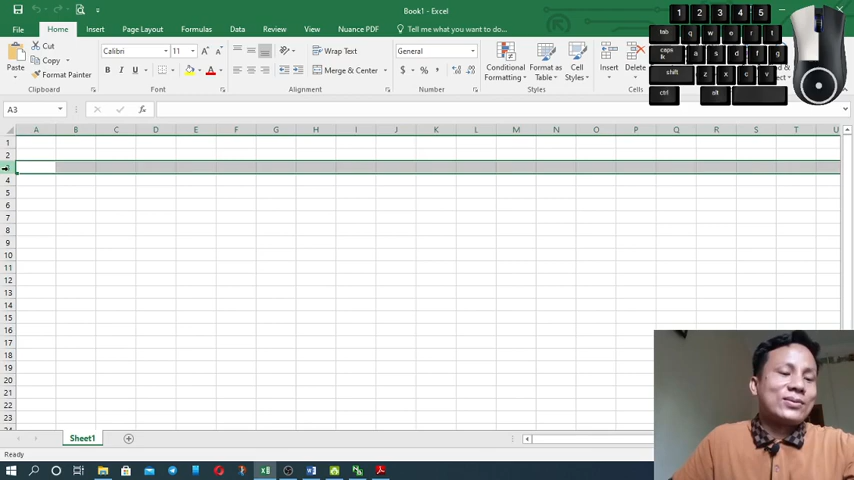 Book1 - Excel
File Home Insert Page Layout Formulas Data Review View Nuance PDF Tell me what you want to do...
Paste
Cut
Copy
Format Painter
Clipboard
Calibri 11
B I U
Font
Wrap Text
Merge & Center
Alignment
General
$ % ,
Number
Conditional Formatting
Format as Table
Cell Styles
Styles
Insert Delete
Cells
1 2 3 4 5
tab q w e r t
caps lk a s d f g
shift z x c v
ctrl alt
A3 fx
A B C D E F G H I J K L M N O P Q R S T U
1
2
4
5
6
7
8
9
10
11
12
13
14
15
16
17
18
19
20
21
22
23
Sheet1
Ready